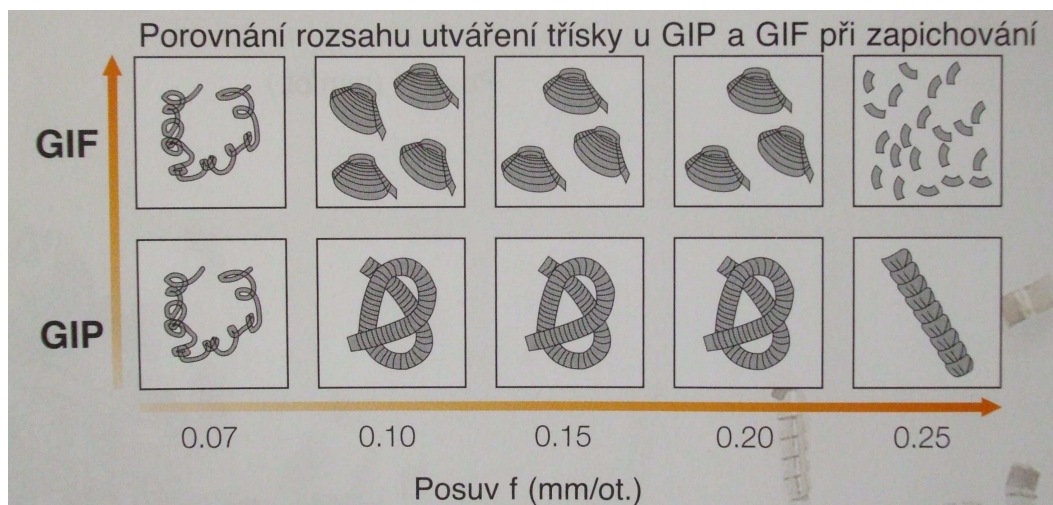 Porovnání rozsahu utváření třísky u GIP a GIF při zapichování
GIF
GIP
0.07 0.10 0.15 0.20 0.25
Posuv f (mm/ot.)